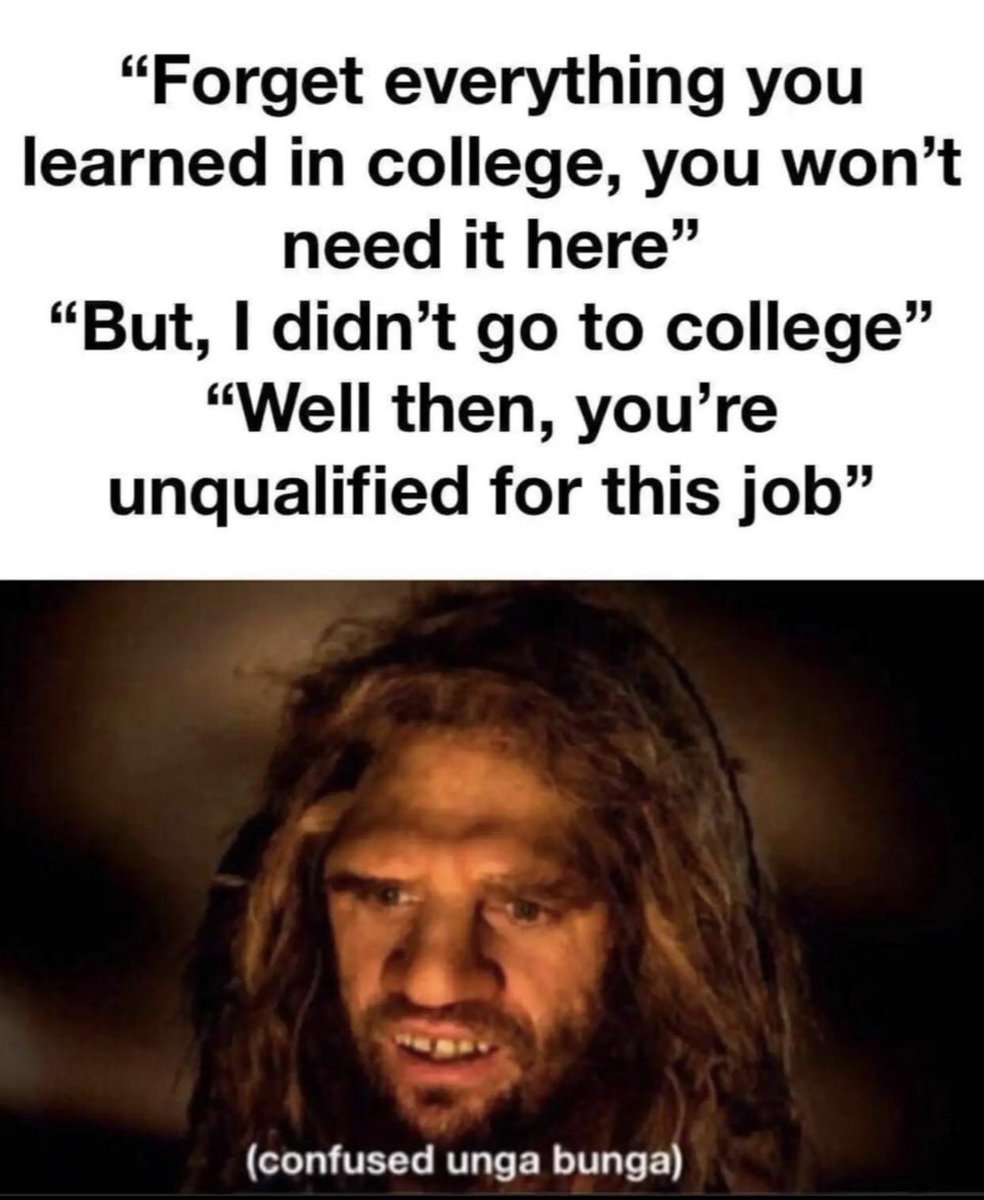 “Forget everything you
learned in college, you won’t
need it here”
“But, I didn’t go to college”
“Well then, you’re
unqualified for this job”
(confused unga bunga)